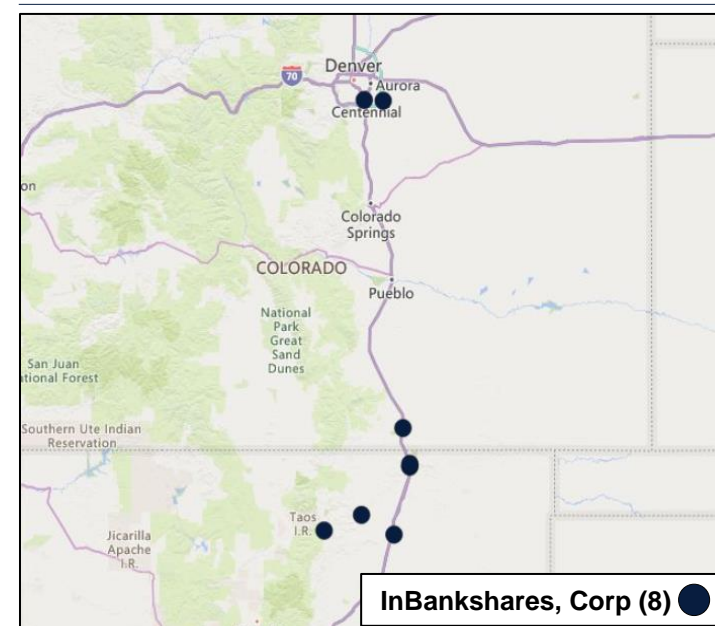 Denver
70
Aurora
Centennial
on
Colorado
Springs
COLORADO
Pueblo
National
Park
Great
Sand
Dunes
San Juan
ational Forest
Southern Ute Indian
Reservation
Taos
I.R.
Jicarilla
Apache
I.R.
InBankshares, Corp (8)